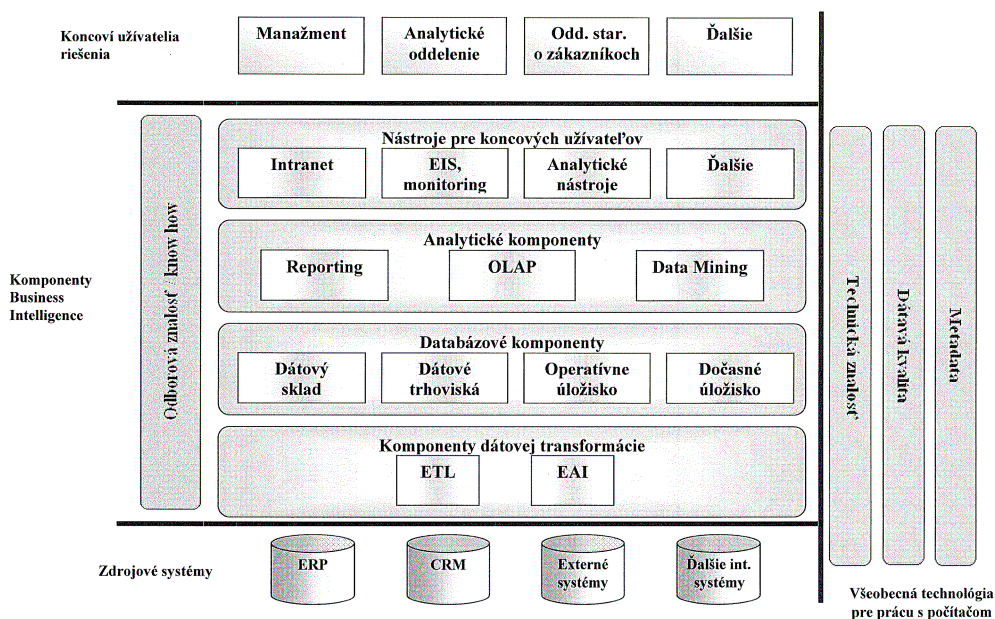 Koncoví užívatelia
riešenia
Manažment
Analytické
oddelenie
Odd. star.
o zákazníkoch
Ďalšie
Komponenty
Business
Intelligence
Odborová znalosť / know how
Nástroje pre koncových užívateľov
Intranet
EIS,
monitoring
Analytické
nástroje
Ďalšie
Analytické komponenty
Reporting
OLAP
Data Mining
Databázové komponenty
Dátový
sklad
Dátové
trhoviská
Operatívne
úložisko
Dočasné
úložisko
Komponenty dátovej transformácie
ETL
EAI
Zdrojové systémy
ERP
CRM
Externé
systémy
Ďalšie int.
systémy
Technická znalosť
Dátavá kvalita
Metadata
Všeobecná technológia
pre prácu s počítačom